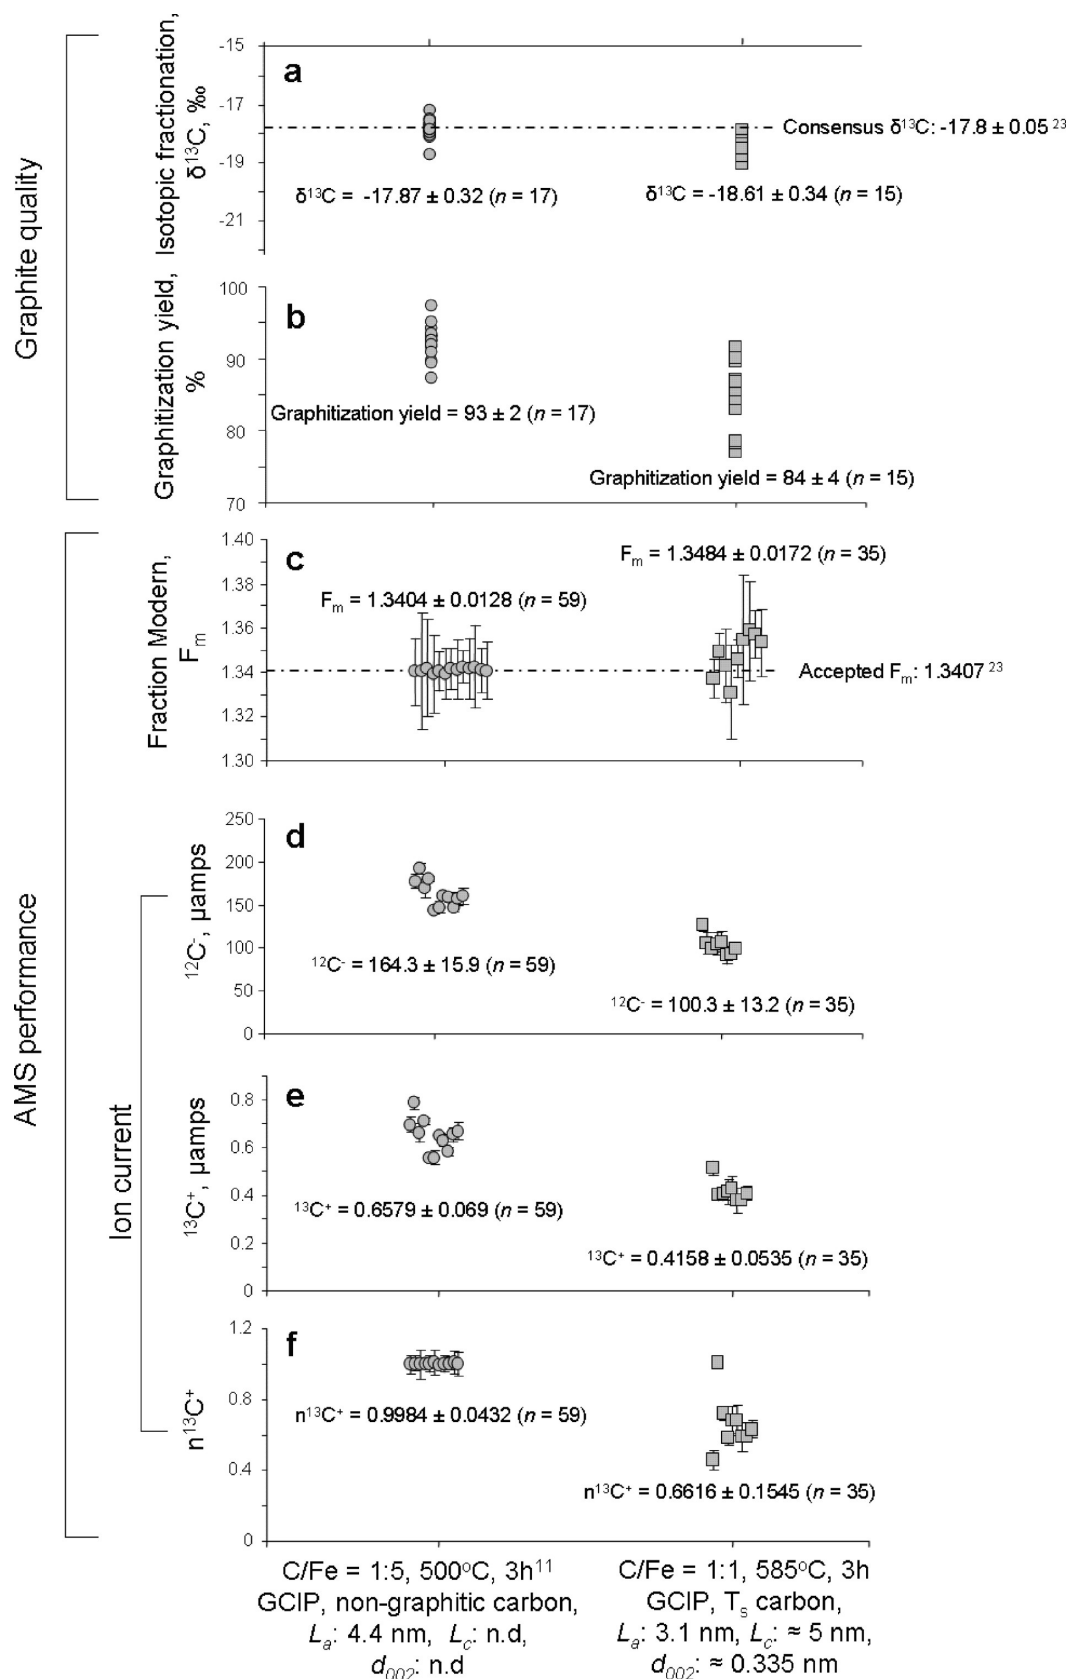 Graphite quality
Isotopic fractionation,
δ¹³C, ‰
-15
-17
-19
-21
a
Consensus δ¹³C: -17.8 ± 0.05 ²³
δ¹³C = -17.87 ± 0.32 (n = 17)
δ¹³C = -18.61 ± 0.34 (n = 15)
Graphitization yield,
%
100
90
80
70
b
Graphitization yield = 93 ± 2 (n = 17)
Graphitization yield = 84 ± 4 (n = 15)
AMS performance
Fraction Modern,
Fₘ
1.40
1.38
1.36
1.34
1.32
1.30
c
Fₘ = 1.3404 ± 0.0128 (n = 59)
Fₘ = 1.3484 ± 0.0172 (n = 35)
Accepted Fₘ: 1.3407 ²³
Ion current
¹²C⁻, µamps
250
200
150
100
50
0
d
¹²C⁻ = 164.3 ± 15.9 (n = 59)
¹²C⁻ = 100.3 ± 13.2 (n = 35)
¹³C⁺, µamps
0.8
0.6
0.4
0.2
0
e
¹³C⁺ = 0.6579 ± 0.069 (n = 59)
¹³C⁺ = 0.4158 ± 0.0535 (n = 35)
n¹³C⁺
1.2
0.8
0.4
0
f
n¹³C⁺ = 0.9984 ± 0.0432 (n = 59)
n¹³C⁺ = 0.6616 ± 0.1545 (n = 35)
C/Fe = 1:5, 500ºC, 3h¹¹
GCIP, non-graphitic carbon,
Lₐ: 4.4 nm, L_c: n.d,
d₀₀₂: n.d
C/Fe = 1:1, 585ºC, 3h
GCIP, Tₛ carbon,
Lₐ: 3.1 nm, L_c: ≈ 5 nm,
d₀₀₂: ≈ 0.335 nm